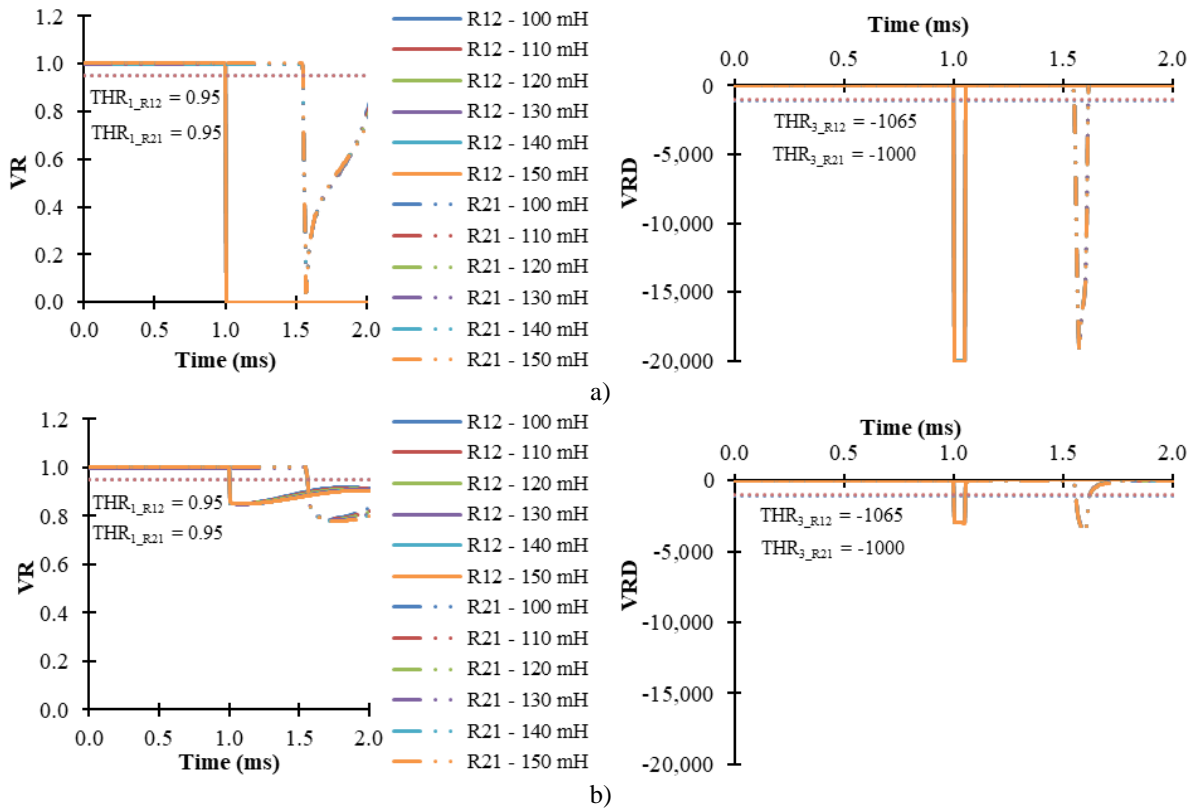 1.2
1.0
0.8
0.6
0.4
0.2
0.0
VR
THR1_R12 = 0.95
THR1_R21 = 0.95
0.0 0.5 1.0 1.5 2.0
Time (ms)
R12 - 100 mH
R12 - 110 mH
R12 - 120 mH
R12 - 130 mH
R12 - 140 mH
R12 - 150 mH
R21 - 100 mH
R21 - 110 mH
R21 - 120 mH
R21 - 130 mH
R21 - 140 mH
R21 - 150 mH
Time (ms)
0.0 0.5 1.0 1.5 2.0
0
-5,000
-10,000
-15,000
-20,000
VRD
THR3_R12 = -1065
THR3_R21 = -1000
a)
1.2
1.0
0.8
0.6
0.4
0.2
0.0
VR
THR1_R12 = 0.95
THR1_R21 = 0.95
0.0 0.5 1.0 1.5 2.0
Time (ms)
R12 - 100 mH
R12 - 110 mH
R12 - 120 mH
R12 - 130 mH
R12 - 140 mH
R12 - 150 mH
R21 - 100 mH
R21 - 110 mH
R21 - 120 mH
R21 - 130 mH
R21 - 140 mH
R21 - 150 mH
Time (ms)
0.0 0.5 1.0 1.5 2.0
0
-5,000
-10,000
-15,000
-20,000
VRD
THR3_R12 = -1065
THR3_R21 = -1000
b)